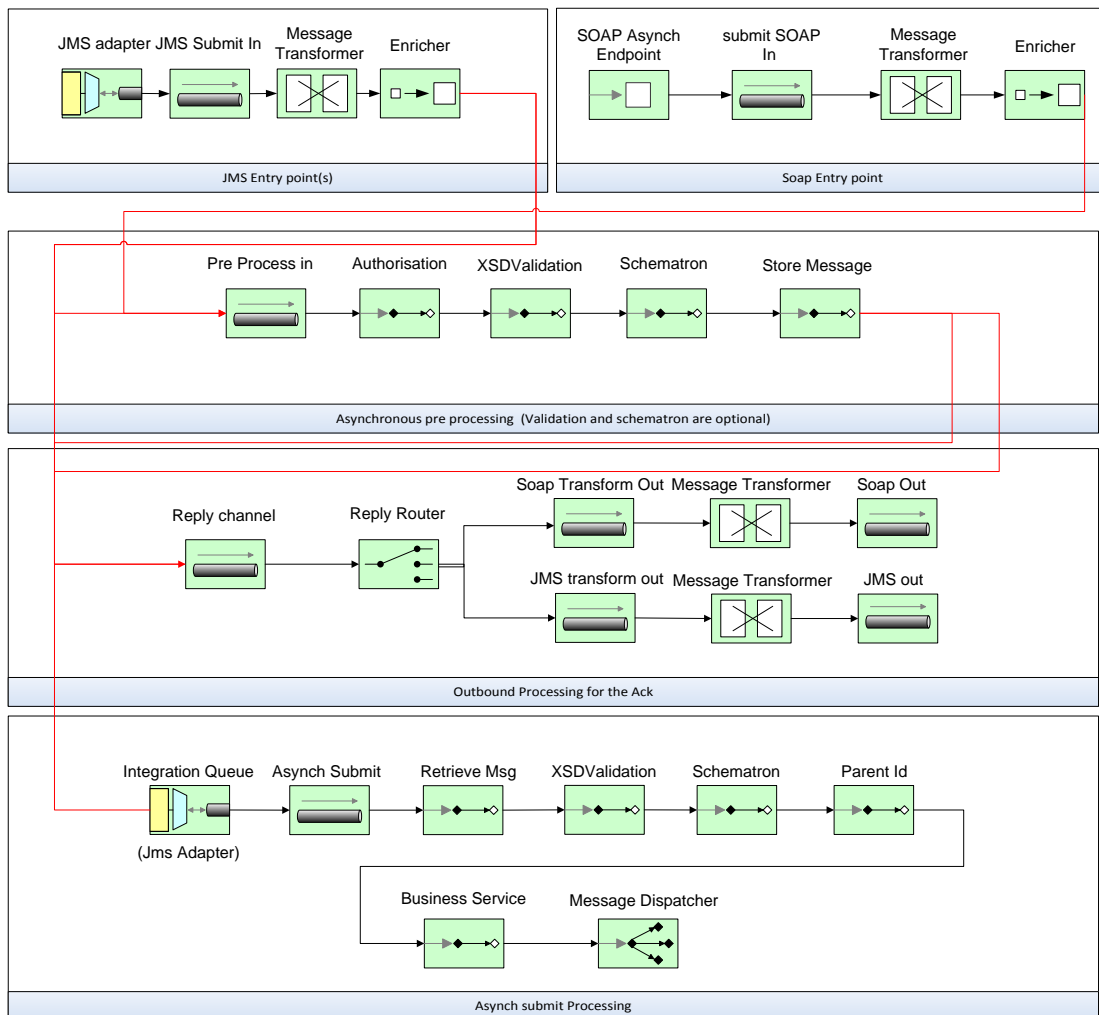 JMS adapter
JMS Submit In
Message
Transformer
Enricher
JMS Entry point(s)
SOAP Asynch
Endpoint
submit SOAP
In
Message
Transformer
Enricher
Soap Entry point
Pre Process in
Authorisation
XSDValidation
Schematron
Store Message
Asynchronous pre processing  (Validation and schematron are optional)
Soap Transform Out
Message Transformer
Soap Out
Reply channel
Reply Router
JMS transform out
Message Transformer
JMS out
Outbound Processing for the Ack
Integration Queue
Asynch Submit
Retrieve Msg
XSDValidation
Schematron
Parent Id
(Jms Adapter)
Business Service
Message Dispatcher
Asynch submit Processing